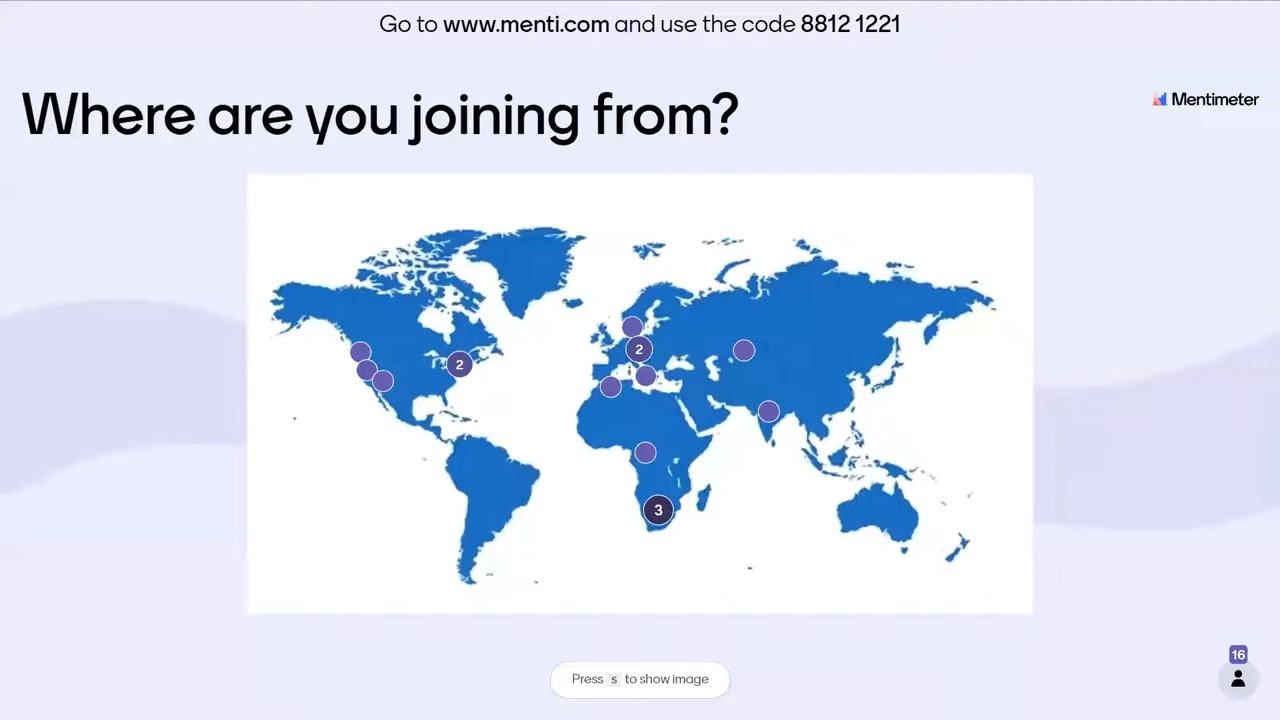 Go to www.menti.com and use the code 8812 1221
Where are you joining from?
Mentimeter
2
2
3
Press s to show image
16